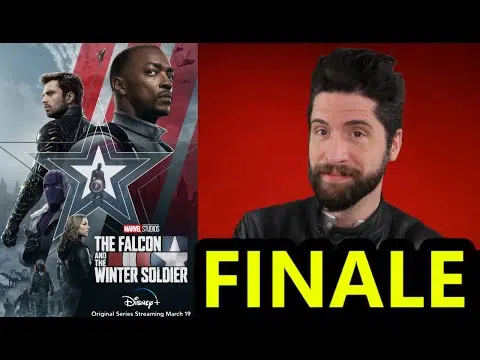 MARVEL STUDIOS
THE FALCON
AND THE
WINTER SOLDIER
Disney+
Original Series Streaming March 19
FINALE